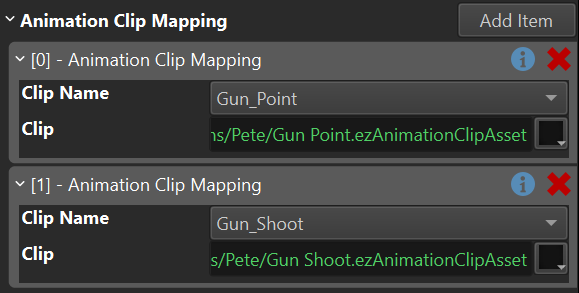 Animation Clip Mapping Add Item
[0] - Animation Clip Mapping
Clip Name Gun_Point
Clip ns/Pete/Gun Point.ezAnimationClipAsset
[1] - Animation Clip Mapping
Clip Name Gun_Shoot
Clip s/Pete/Gun Shoot.ezAnimationClipAsset